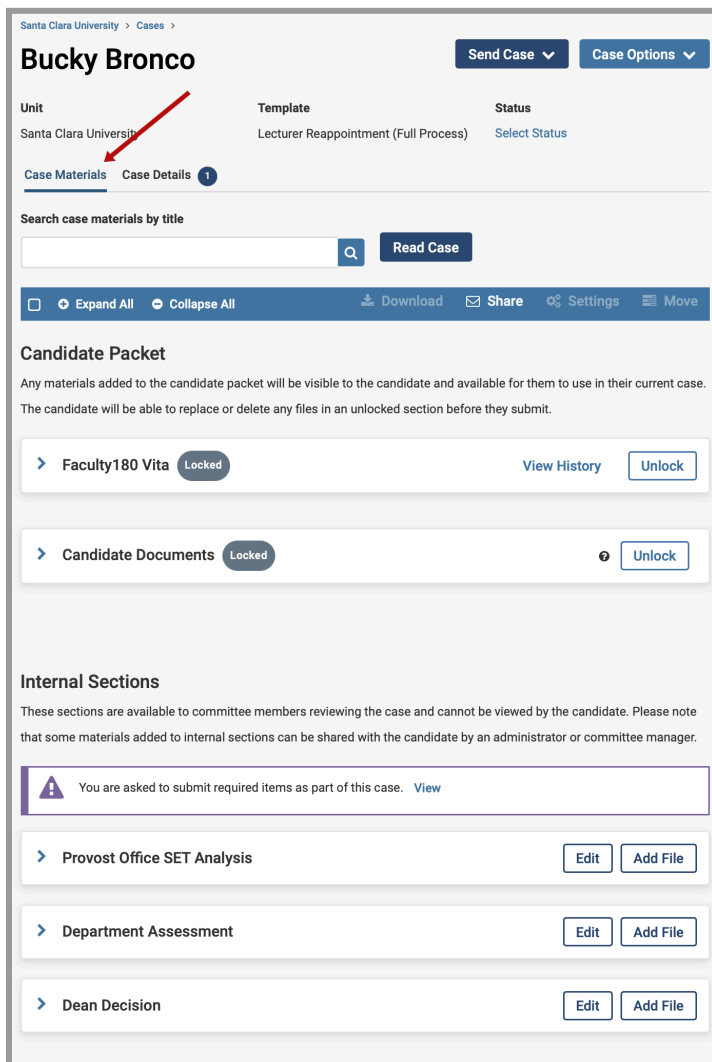 Santa Clara University > Cases >
Bucky Bronco
Send Case
Case Options
Unit
Template
Status
Santa Clara University
Lecturer Reappointment (Full Process)
Select Status
Case Materials
Case Details 1
Search case materials by title
Read Case
Expand All
Collapse All
Download
Share
Settings
Move
Candidate Packet
Any materials added to the candidate packet will be visible to the candidate and available for them to use in their current case.
The candidate will be able to replace or delete any files in an unlocked section before they submit.
Faculty180 Vita Locked
View History
Unlock
Candidate Documents Locked
?
Unlock
Internal Sections
These sections are available to committee members reviewing the case and cannot be viewed by the candidate. Please note
that some materials added to internal sections can be shared with the candidate by an administrator or committee manager.
You are asked to submit required items as part of this case. View
Provost Office SET Analysis
Edit
Add File
Department Assessment
Edit
Add File
Dean Decision
Edit
Add File